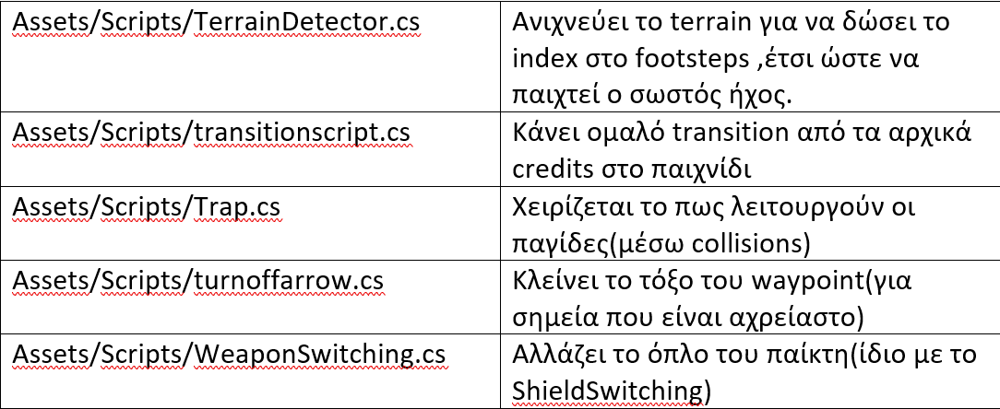 Assets/Scripts/TerrainDetector.cs
Ανιχνεύει το terrain για να δώσει το
index στο footsteps ,έτσι ώστε να
παιχτεί ο σωστός ήχος.
Assets/Scripts/transitionscript.cs
Κάνει ομαλό transition από τα αρχικά
credits στο παιχνίδι
Assets/Scripts/Trap.cs
Χειρίζεται το πως λειτουργούν οι
παγίδες(μέσω collisions)
Assets/Scripts/turnoffarrow.cs
Κλείνει το τόξο του waypoint(για
σημεία που είναι αχρείαστο)
Assets/Scripts/WeaponSwitching.cs
Αλλάζει το όπλο του παίκτη(ίδιο με το
ShieldSwitching)